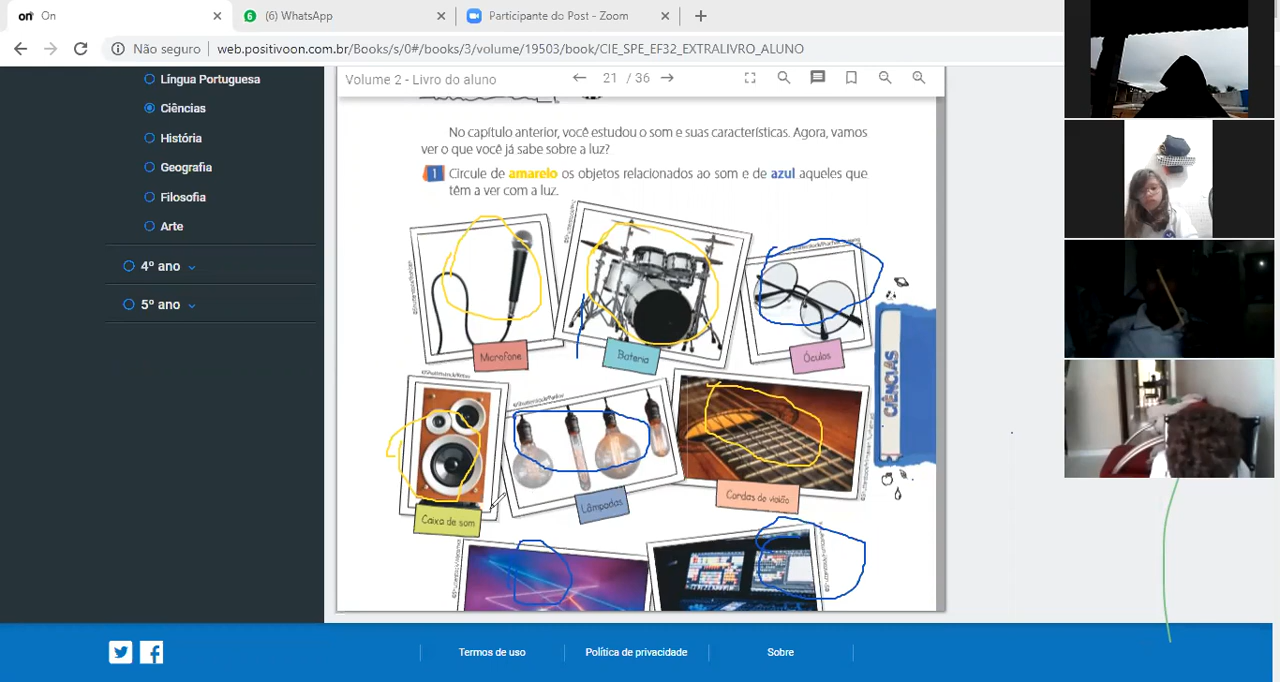 On
(6) WhatsApp
Participante do Post - Zoom
Não seguro
web.positivoon.com.br/Books/s/0#/books/3/volume/19503/book/CIE_SPE_EF32_EXTRALIVRO_ALUNO
Língua Portuguesa
Ciências
História
Geografia
Filosofia
Arte
4º ano
5º ano
Volume 2 - Livro do aluno
21 / 36
No capítulo anterior, você estudou o som e suas características. Agora, vamos
ver o que você já sabe sobre a luz?
1 Circule de amarelo os objetos relacionados ao som e de azul aqueles que
têm a ver com a luz.
Microfone
Bateria
Óculos
CIÊNCIAS
Caixa de som
Lâmpadas
Cordas de violão
Termos de uso
Política de privacidade
Sobre